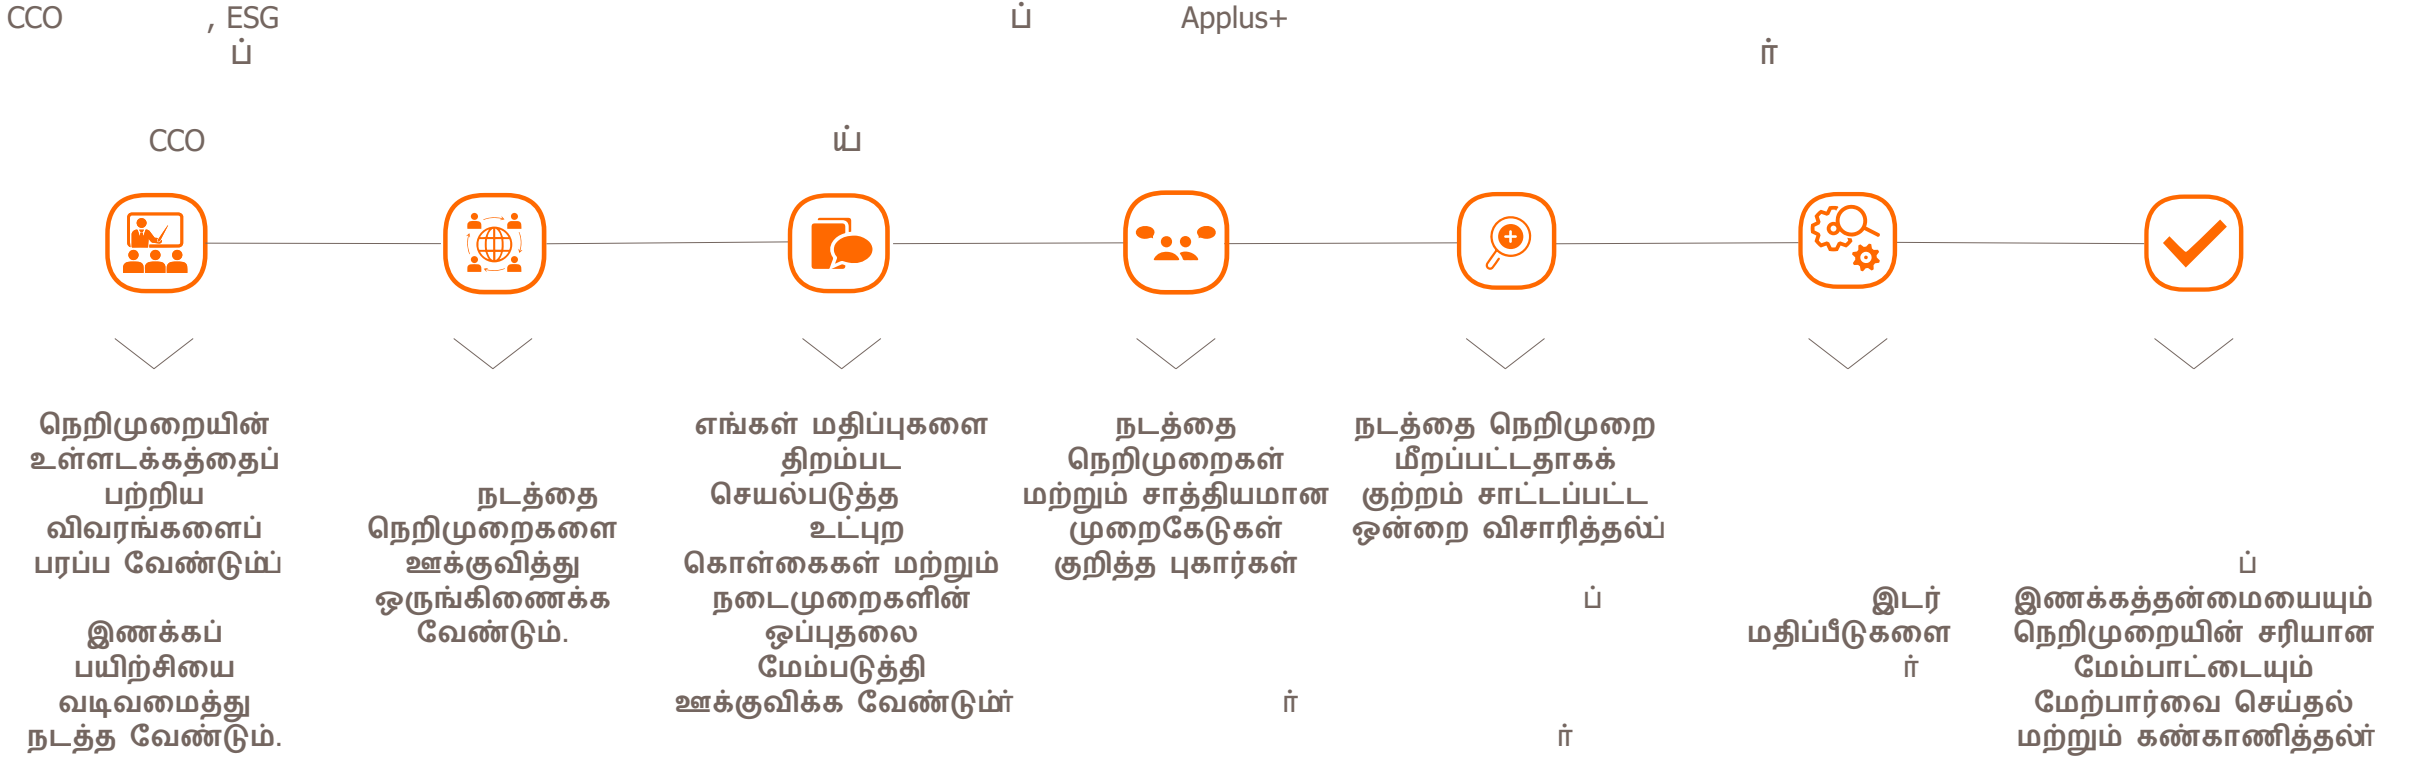 CCO , ESG ப் Applus+
ப் ர்
CCO ய்
நெறிமுறையின்
உள்ளடக்கத்தைப்
பற்றிய
விவரங்களைப்
பரப்ப வேண்டும்
இணக்கப்
பயிற்சியை
வடிவமைத்து
நடத்த வேண்டும்.
நடத்தை
நெறிமுறைகளை
ஊக்குவித்து
ஒருங்கிணைக்க
வேண்டும்.
எங்கள் மதிப்புகளை
திறம்பட
செயல்படுத்த
உட்புற
கொள்கைகள் மற்றும்
நடைமுறைகளின்
ஒப்புதலை
மேம்படுத்தி
ஊக்குவிக்க வேண்டும்
நடத்தை
நெறிமுறைகள்
மற்றும் சாத்தியமான
முறைகேடுகள்
குறித்த புகார்கள்
ர்
நடத்தை நெறிமுறை
மீறப்பட்டதாகக்
குற்றம் சாட்டப்பட்ட
ஒன்றை விசாரித்தல்
ப்
ர்
இடர்
மதிப்பீடுகளை
ர்
ப்
இணக்கத்தன்மையையும்
நெறிமுறையின் சரியான
மேம்பாட்டையும்
மேற்பார்வை செய்தல்
மற்றும் கண்காணித்தல்